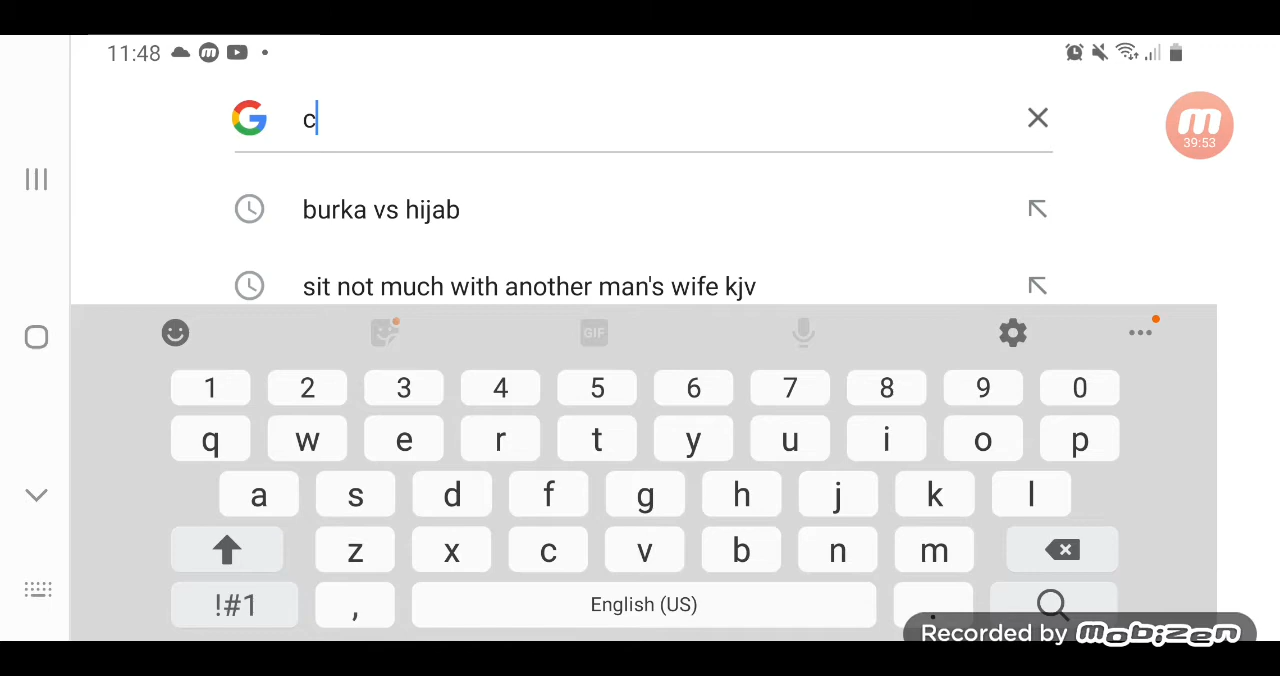 11:48
c
39:53
burka vs hijab
sit not much with another man's wife kjv
GIF
1 2 3 4 5 6 7 8 9 0
q w e r t y u i o p
a s d f g h j k l
z x c v b n m
!#1 , English (US) .
Recorded by mobizen